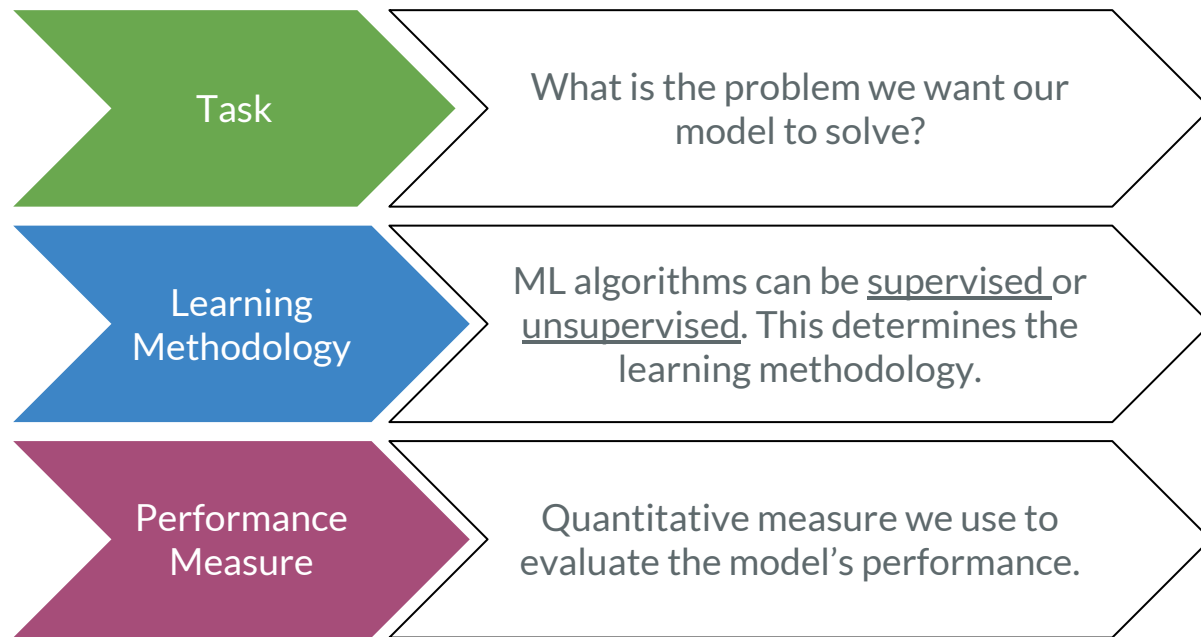 Task
What is the problem we want our
model to solve?
Learning
Methodology
ML algorithms can be supervised or
unsupervised. This determines the
learning methodology.
Performance
Measure
Quantitative measure we use to
evaluate the model’s performance.